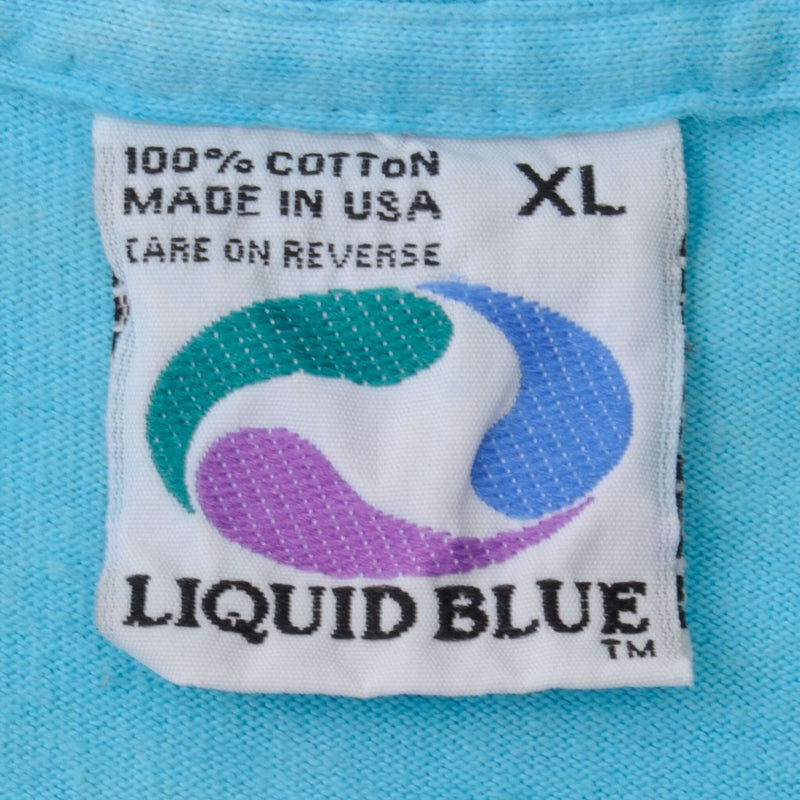 100% COTTON
MADE IN USA
XL
CARE ON REVERSE
LIQUID BLUE
TM